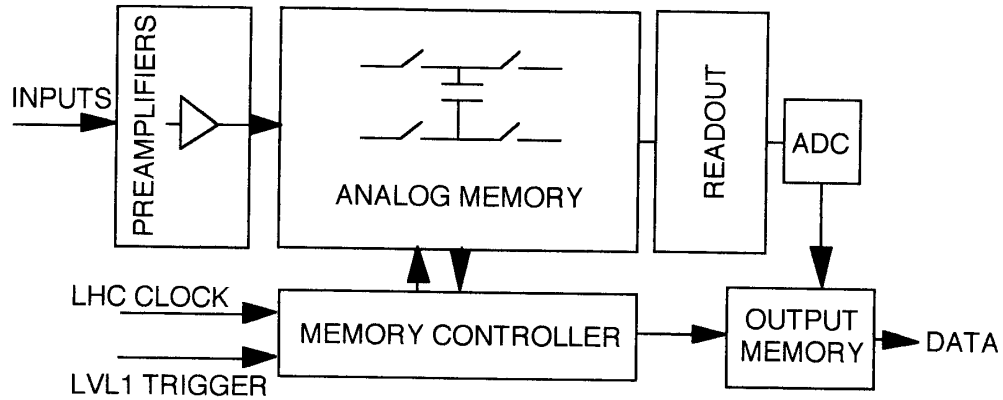 PREAMPLIFIERS
INPUTS
ANALOG MEMORY
READOUT
ADC
LHC CLOCK
MEMORY CONTROLLER
LVL1 TRIGGER
OUTPUT
MEMORY
DATA